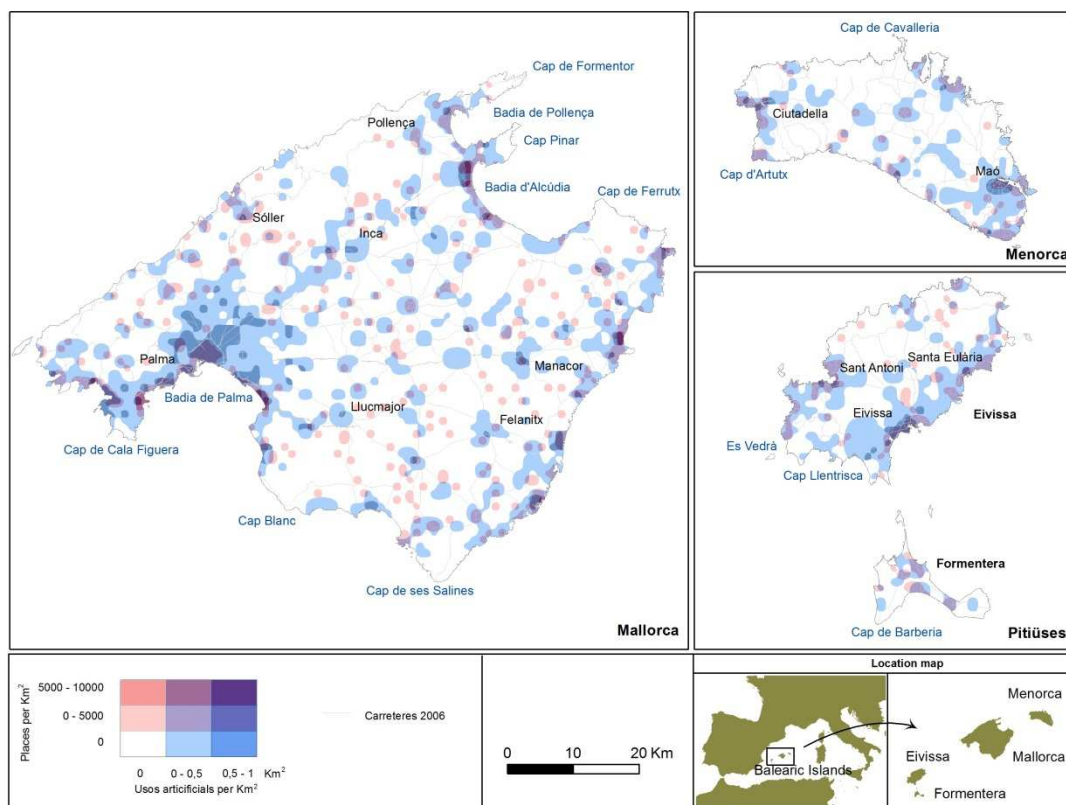 Cap de Formentor
Badia de Pollença
Pollença
Cap Pinar
Badia d'Alcúdia
Cap de Ferrutx
Sóller
Inca
Palma
Manacor
Badia de Palma
Llucmajor
Felanitx
Cap de Cala Figuera
Cap Blanc
Cap de ses Salines
Mallorca
Cap de Cavalleria
Ciutadella
Cap d'Artutx
Maó
Menorca
Santa Eulária
Sant Antoni
Eivissa
Eivissa
Es Vedrà
Cap Llentrisca
Formentera
Cap de Barberia
Pitiüses
Places per Km²
5000 - 10000
0 - 5000
0
0 0 - 0,5 0,5 - 1 Km²
Usos articificials per Km²
Carreteres 2006
0 10 20 Km
Location map
Balearic Islands
Menorca
Eivissa
Mallorca
Formentera